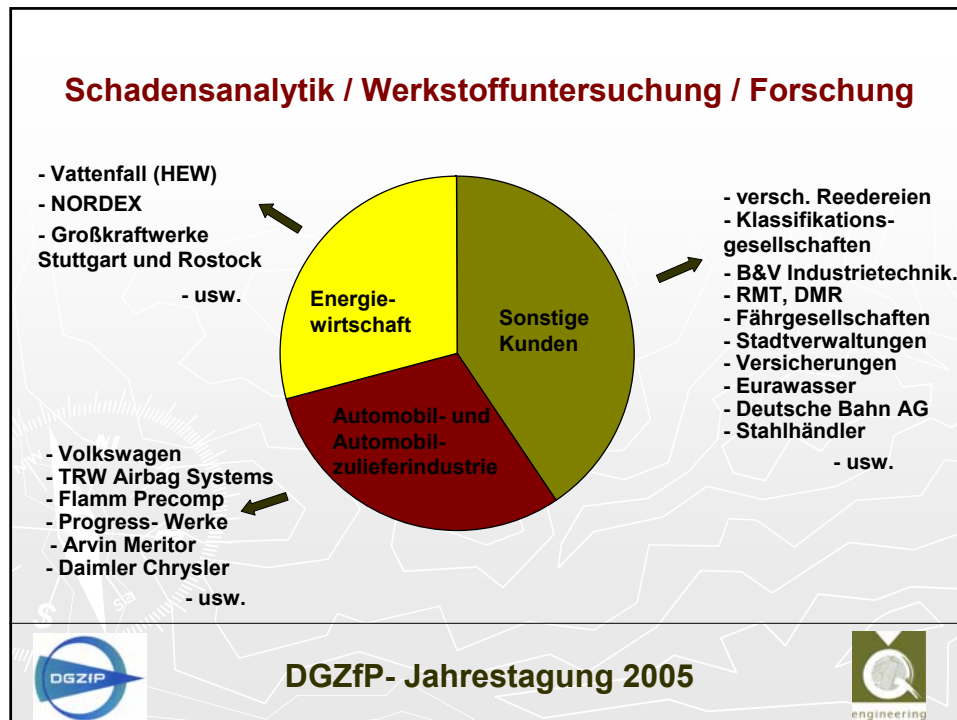 Schadensanalytik / Werkstoffuntersuchung / Forschung
- Vattenfall (HEW)
- NORDEX
- Großkraftwerke
Stuttgart und Rostock
- usw.
Energie-
wirtschaft
Sonstige
Kunden
Automobil- und
Automobil-
zulieferindustrie
- versch. Reedereien
- Klassifikations-
gesellschaften
- B&V Industrietechnik.
- RMT, DMR
- Fährgesellschaften
- Stadtverwaltungen
- Versicherungen
- Eurawasser
- Deutsche Bahn AG
- Stahlhändler
- usw.
- Volkswagen
- TRW Airbag Systems
- Flamm Precomp
- Progress- Werke
- Arvin Meritor
- Daimler Chrysler
- usw.
DGZfP
DGZfP- Jahrestagung 2005
engineering